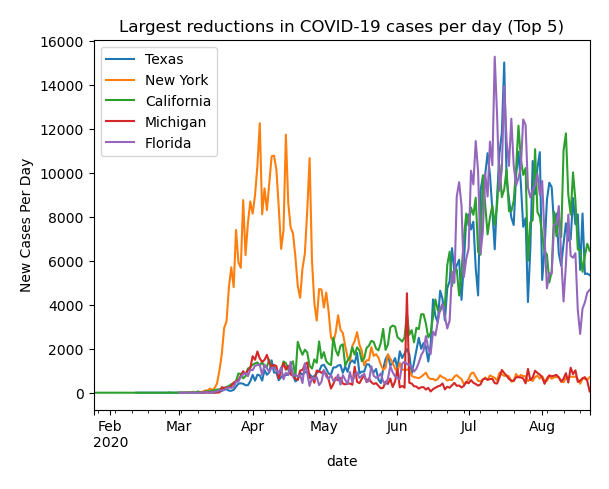 Largest reductions in COVID-19 cases per day (Top 5)
16000
14000
12000
10000
8000
6000
4000
2000
0
New Cases Per Day
Texas
New York
California
Michigan
Florida
Feb
2020
Mar
Apr
May
Jun
Jul
Aug
date